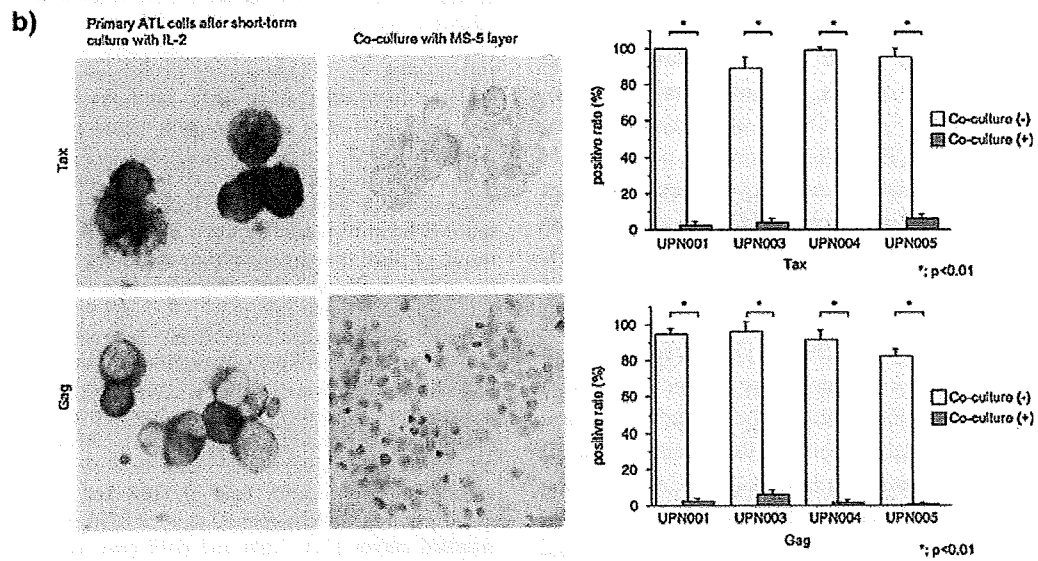 b)
Primary ATL cells after short-term
culture with IL-2
Co-culture with MS-5 layer
Tax
Gag
positive rate (%)
100
80
60
40
20
0
* * * *
UPN001 UPN003 UPN004 UPN005
Tax
*; p<0.01
Co-culture (-)
Co-culture (+)
positive rate (%)
100
80
60
40
20
0
* * * *
UPN001 UPN003 UPN004 UPN005
Gag
*; p<0.01
Co-culture (-)
Co-culture (+)